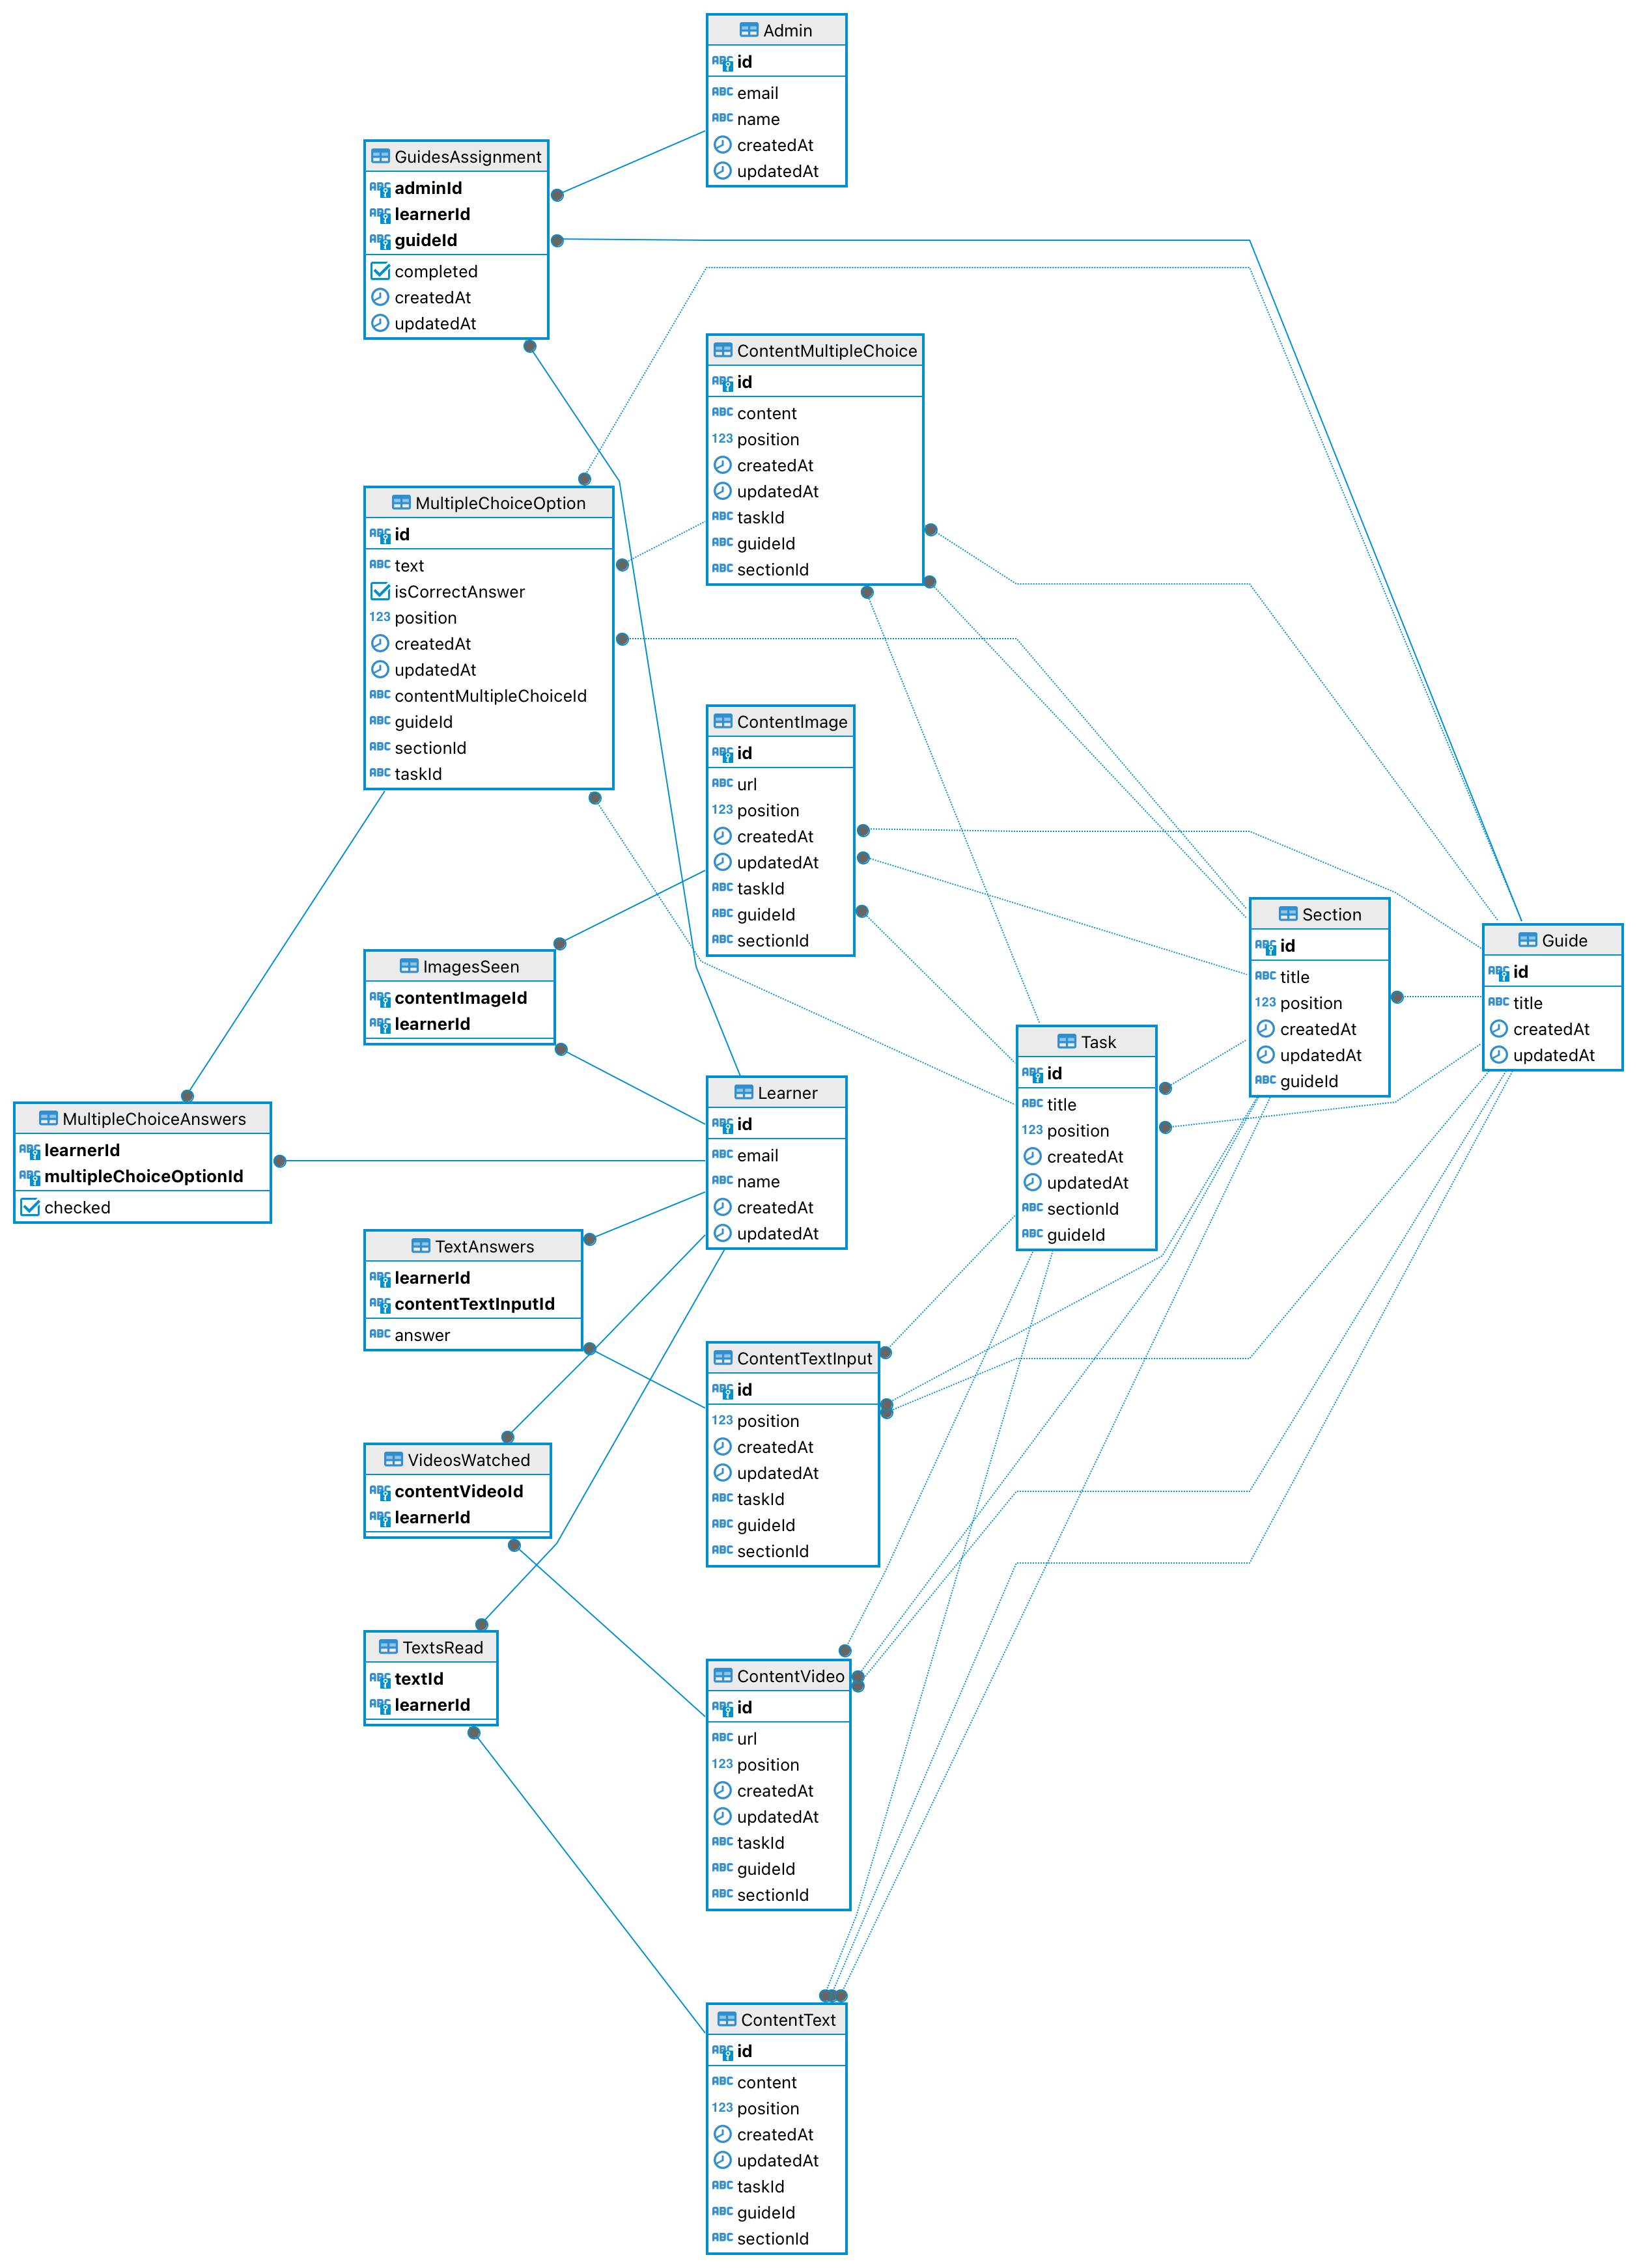 Admin
id
email
name
createdAt
updatedAt
GuidesAssignment
adminId
learnerId
guideId
completed
createdAt
updatedAt
ContentMultipleChoice
id
content
position
createdAt
updatedAt
taskId
guideId
sectionId
MultipleChoiceOption
id
text
isCorrectAnswer
position
createdAt
updatedAt
contentMultipleChoiceId
guideId
sectionId
taskId
ContentImage
id
url
position
createdAt
updatedAt
taskId
guideId
sectionId
Section
id
title
position
createdAt
updatedAt
guideId
Guide
id
title
createdAt
updatedAt
ImagesSeen
contentImageId
learnerId
Task
id
title
position
createdAt
updatedAt
sectionId
guideId
Learner
id
email
name
createdAt
updatedAt
MultipleChoiceAnswers
learnerId
multipleChoiceOptionId
checked
TextAnswers
learnerId
contentTextInputId
answer
ContentTextInput
id
position
createdAt
updatedAt
taskId
guideId
sectionId
VideosWatched
contentVideoId
learnerId
TextsRead
textId
learnerId
ContentVideo
id
url
position
createdAt
updatedAt
taskId
guideId
sectionId
ContentText
id
content
position
createdAt
updatedAt
taskId
guideId
sectionId